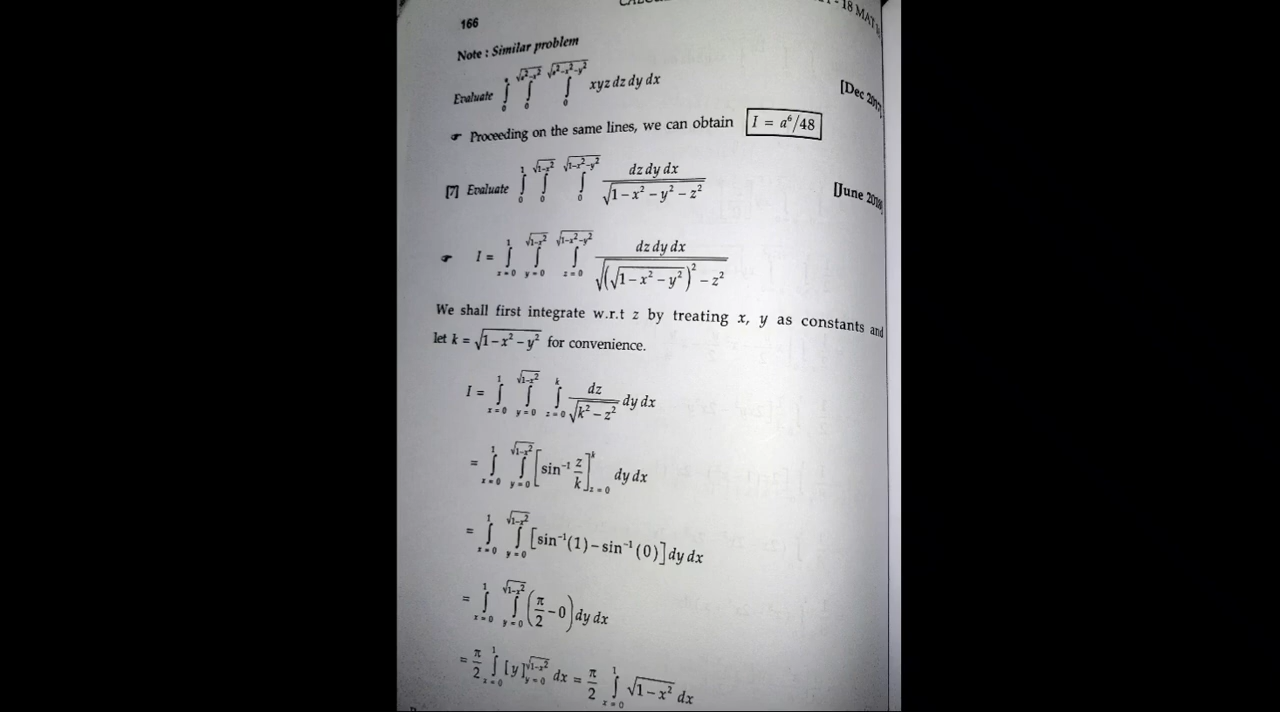 166
Note : Similar problem
Evaluate ∫₀^a ∫₀^√(a²−x²) ∫₀^√(a²−x²−y²) xyz dz dy dx
☞ Proceeding on the same lines, we can obtain I = a⁶/48
[7] Evaluate ∫₀^1 ∫₀^√(1−x²) ∫₀^√(1−x²−y²) dz dy dx / √(1−x²−y²−z²)
☞ I = ∫_{x=0}^{1} ∫_{y=0}^{√(1−x²)} ∫_{z=0}^{√(1−x²−y²)} dz dy dx / √((√(1−x²−y²))² − z²)
We shall first integrate w.r.t z by treating x, y as constants and
let k = √(1−x²−y²) for convenience.
I = ∫_{x=0}^{1} ∫_{y=0}^{√(1−x²)} ∫_{z=0}^{k} dz / √(k²−z²) dy dx
= ∫_{x=0}^{1} ∫_{y=0}^{√(1−x²)} [sin⁻¹ z/k]_{z=0}^{k} dy dx
= ∫_{x=0}^{1} ∫_{y=0}^{√(1−x²)} [sin⁻¹(1) − sin⁻¹(0)] dy dx
= ∫_{x=0}^{1} ∫_{y=0}^{√(1−x²)} (π/2 − 0) dy dx
= π/2 ∫_{x=0}^{1} [y]_{y=0}^{√(1−x²)} dx = π/2 ∫_{x=0}^{1} √(1−x²) dx